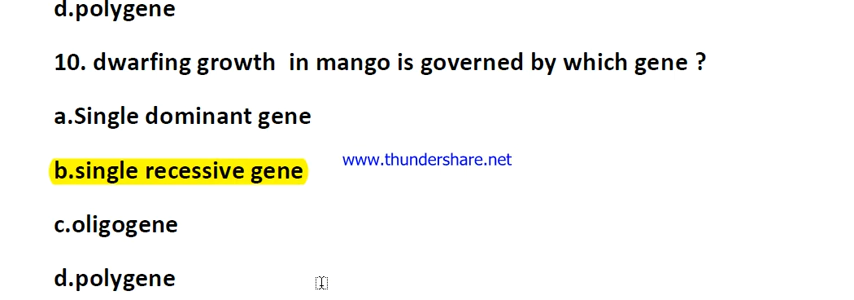 d.polygene
10. dwarfing growth  in mango is governed by which gene ?
a.Single dominant gene
b.single recessive gene www.thundershare.net
c.oligogene
d.polygene